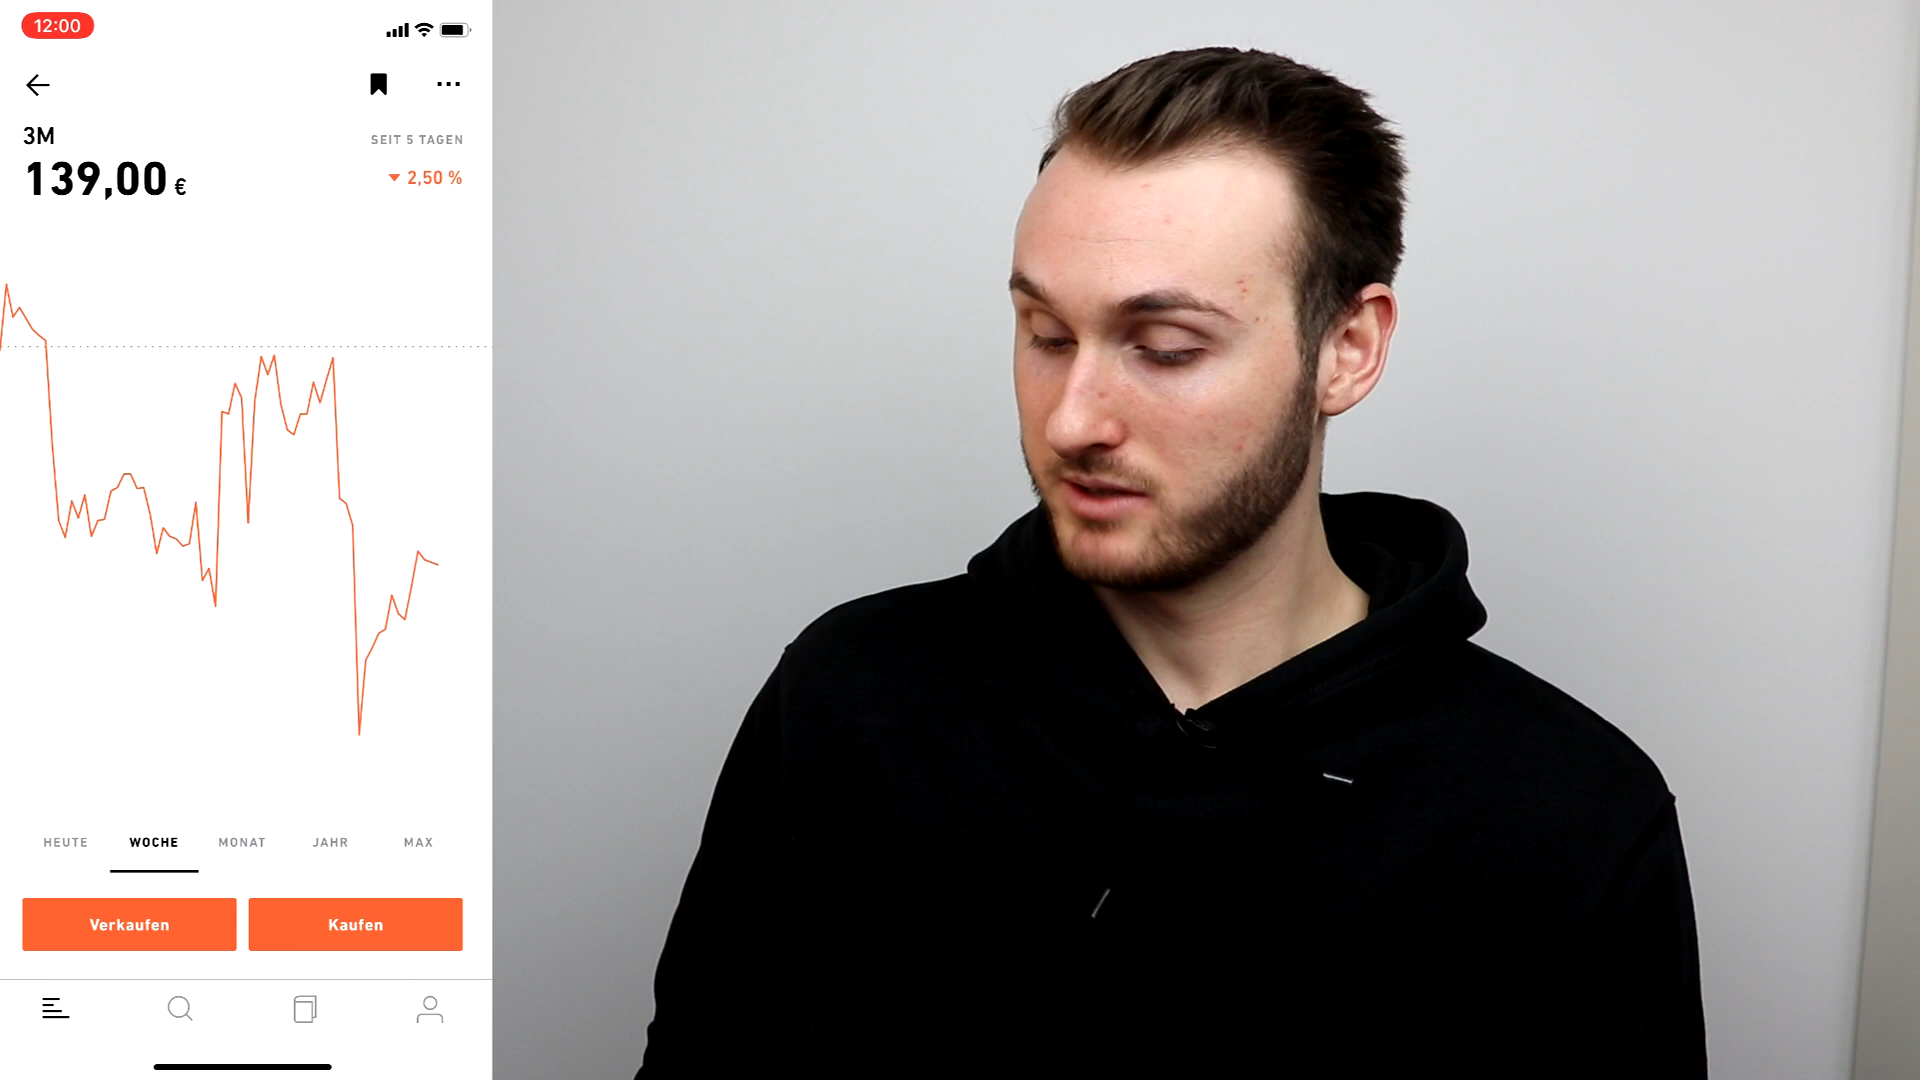 12:00
3M
SEIT 5 TAGEN
139,00 €
2,50 %
HEUTE WOCHE MONAT JAHR MAX
Verkaufen Kaufen